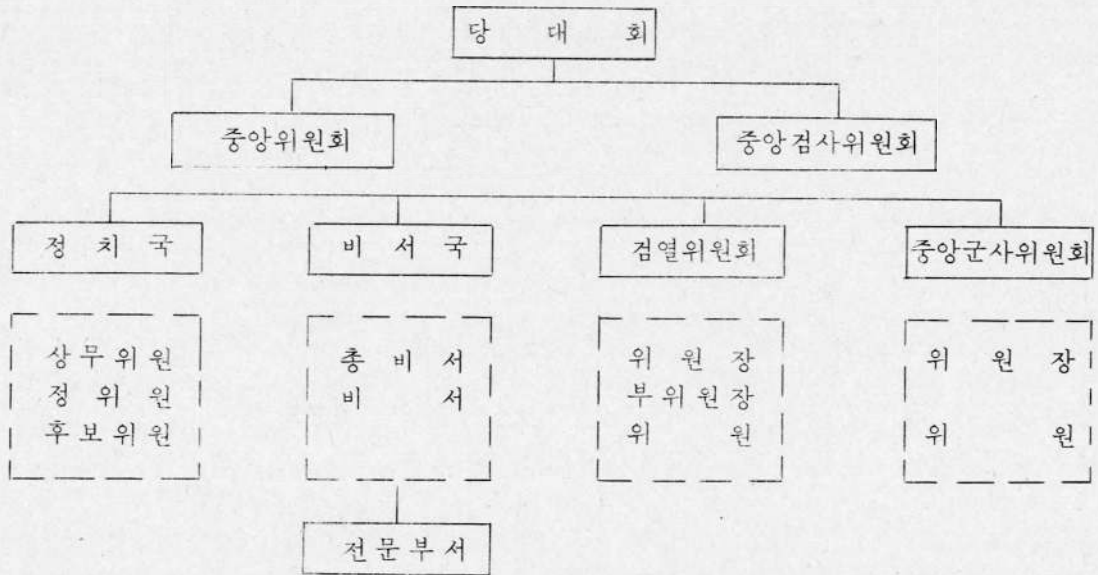 당 대 회
중앙위원회
중앙검사위원회
정 치 국
비 서 국
검열위원회
중앙군사위원회
상무위원
정 위 원
후보위원
총 비 서
비 서
위 원 장
부위원장
위 원
위 원 장
위 원
전문부서